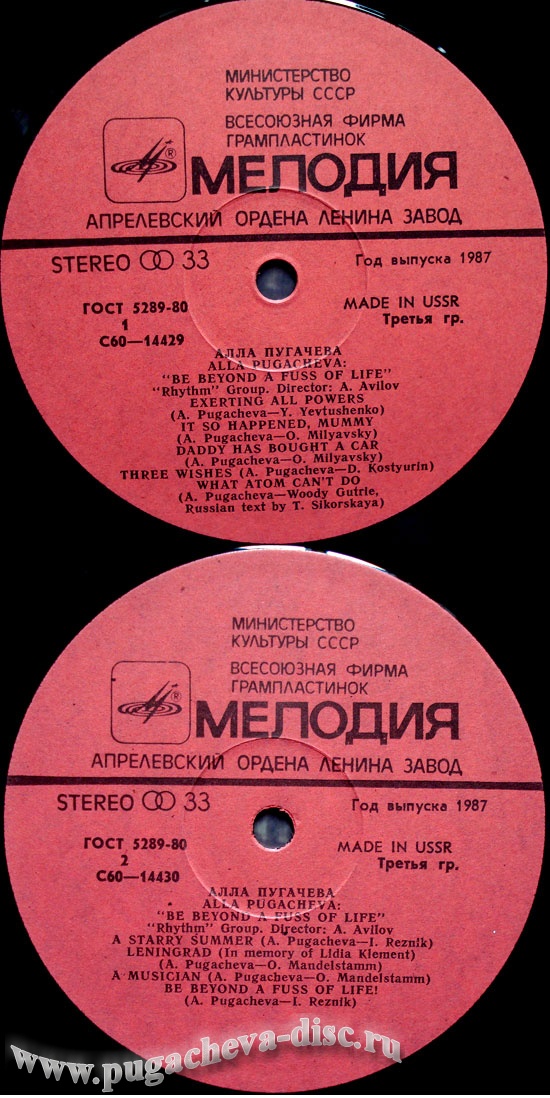 МИНИСТЕРСТВО
КУЛЬТУРЫ СССР
ВСЕСОЮЗНАЯ ФИРМА
ГРАМПЛАСТИНОК
®
МЕЛОДИЯ
АПРЕЛЕВСКИЙ ОРДЕНА ЛЕНИНА ЗАВОД
STEREO 33 Год выпуска 1987
ГОСТ 5289-80 MADE IN USSR
1 Третья гр.
С60—14429
АЛЛА ПУГАЧЕВА
ALLA PUGACHEVA:
"BE BEYOND A FUSS OF LIFE"
"Rhythm" Group. Director: A. Avilov
EXERTING ALL POWERS
(A. Pugacheva—Y. Yevtushenko)
IT SO HAPPENED, MUMMY
(A. Pugacheva—O. Milyavsky)
DADDY HAS BOUGHT A CAR
(A. Pugacheva—O. Milyavsky)
THREE WISHES (A. Pugacheva—D. Kostyurin)
WHAT ATOM CAN'T DO
(A. Pugacheva—Woody Gutrie,
Russian text by T. Sikorskaya)
МИНИСТЕРСТВО
КУЛЬТУРЫ СССР
ВСЕСОЮЗНАЯ ФИРМА
ГРАМПЛАСТИНОК
®
МЕЛОДИЯ
АПРЕЛЕВСКИЙ ОРДЕНА ЛЕНИНА ЗАВОД
STEREO 33 Год выпуска 1987
ГОСТ 5289-80 MADE IN USSR
2 Третья гр.
С60—14430
АЛЛА ПУГАЧЕВА
ALLA PUGACHEVA:
"BE BEYOND A FUSS OF LIFE"
"Rhythm" Group. Director: A. Avilov
A STARRY SUMMER (A. Pugacheva—I. Reznik)
LENINGRAD (In memory of Lidia Klement)
(A. Pugacheva—O. Mandelstamm)
A MUSICIAN (A. Pugacheva—O. Mandelstamm)
BE BEYOND A FUSS OF LIFE!
(A. Pugacheva—I. Reznik)
www.pugacheva-disc.ru